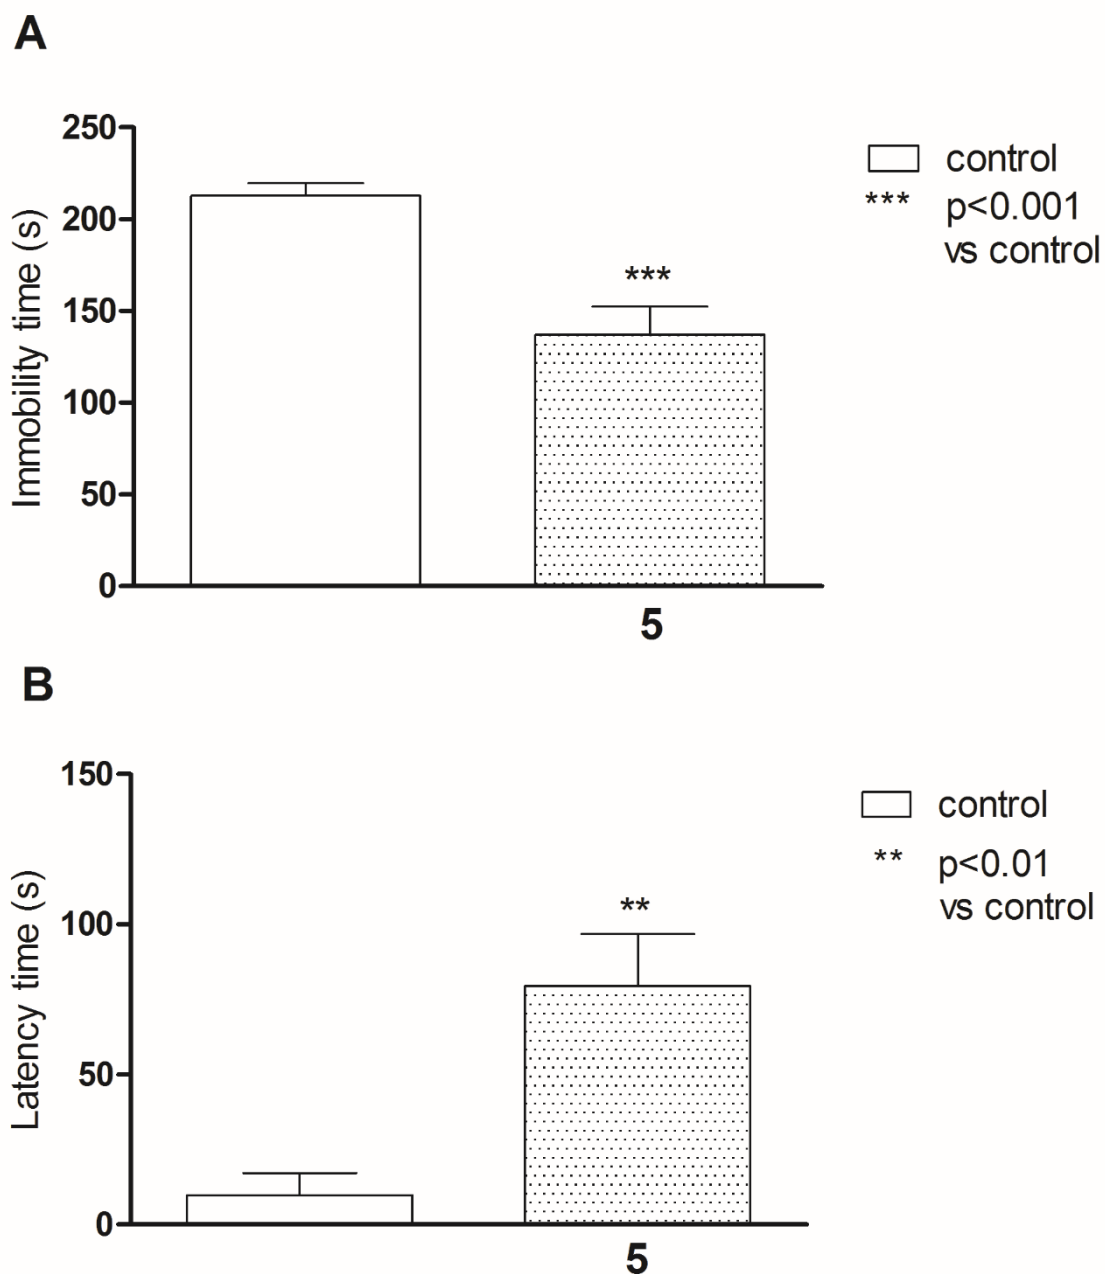 A
250
200
150
100
50
0
Immobility time (s)
***
5
control
*** p<0.001
vs control
B
150
100
50
0
Latency time (s)
**
5
control
** p<0.01
vs control